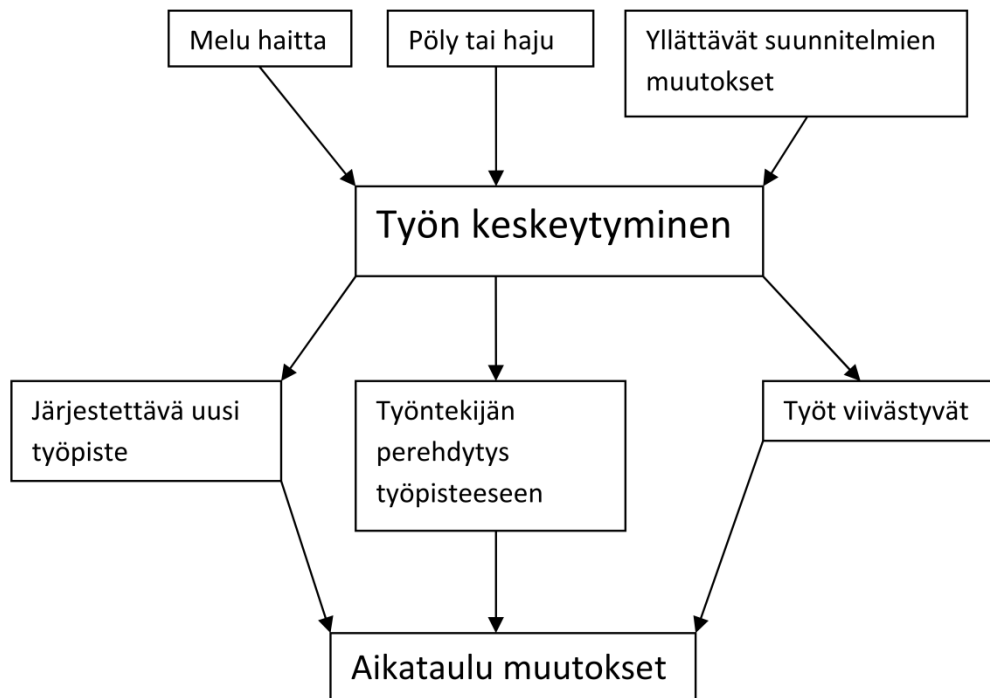 Melu haitta
Pöly tai haju
Yllättävät suunnitelmien
muutokset
Työn keskeytyminen
Järjestettävä uusi
työpiste
Työntekijän
perehdytys
työpisteeseen
Työt viivästyvät
Aikataulu muutokset